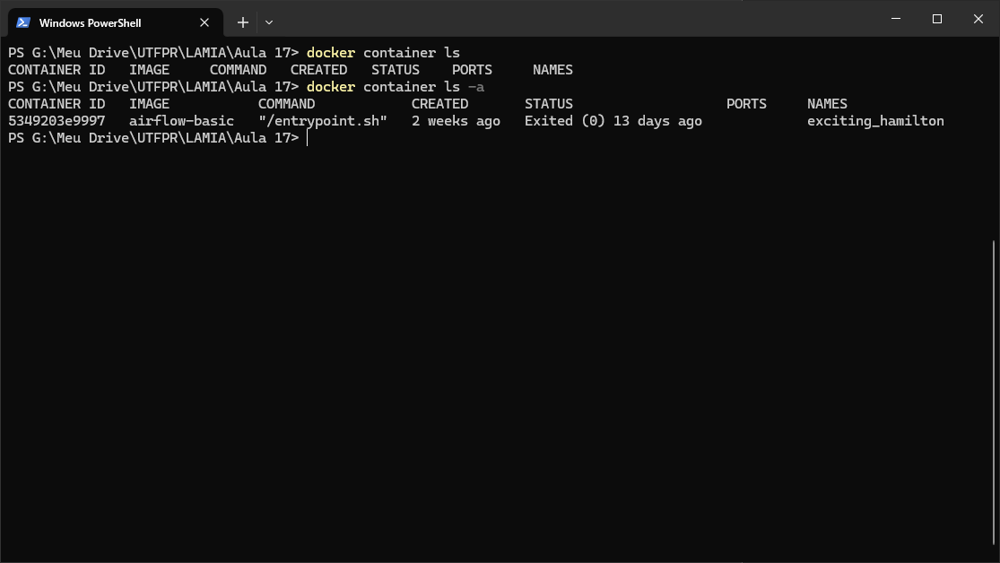 Windows PowerShell
PS G:\Meu Drive\UTFPR\LAMIA\Aula 17> docker container ls
CONTAINER ID   IMAGE     COMMAND   CREATED   STATUS    PORTS     NAMES
PS G:\Meu Drive\UTFPR\LAMIA\Aula 17> docker container ls -a
CONTAINER ID   IMAGE           COMMAND            CREATED       STATUS                   PORTS     NAMES
5349203e9997   airflow-basic   "/entrypoint.sh"   2 weeks ago   Exited (0) 13 days ago             exciting_hamilton
PS G:\Meu Drive\UTFPR\LAMIA\Aula 17>